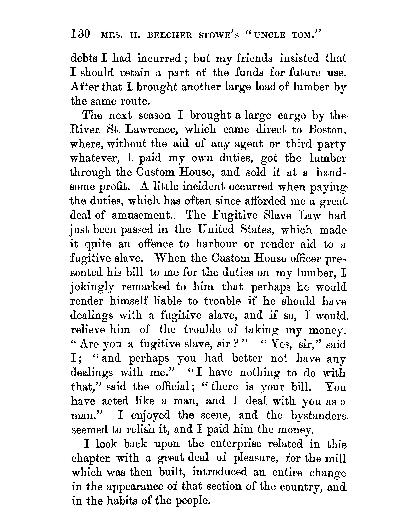 130 MRS. H. BEECHER STOWE'S "UNCLE TOM."
debts I had incurred; but my friends insisted that
I should retain a part of the funds for future use.
After that I brought another large load of lumber by
the same route.
The next season I brought a large cargo by the
River St. Lawrence, which came direct to Boston,
where, without the aid of any agent or third party
whatever, I paid my own duties, got the lumber
through the Custom House, and sold it at a hand-
some profit. A little incident occurred when paying
the duties, which has often since afforded me a great
deal of amusement. The Fugitive Slave Law had
just been passed in the United States, which made
it quite an offence to harbour or render aid to a
fugitive slave. When the Custom House officer pre-
sented his bill to me for the duties on my lumber, I
jokingly remarked to him that perhaps he would
render himself liable to trouble if he should have
dealings with a fugitive slave, and if so, I would
relieve him of the trouble of taking my money.
"Are you a fugitive slave, sir?" "Yes, sir," said
I; "and perhaps you had better not have any
dealings with me." "I have nothing to do with
that," said the official; "there is your bill. You
have acted like a man, and I deal with you as a
man." I enjoyed the scene, and the bystanders
seemed to relish it, and I paid him the money.
I look back upon the enterprise related in this
chapter with a great deal of pleasure, for the mill
which was then built, introduced an entire change
in the appearance of that section of the country, and
in the habits of the people.